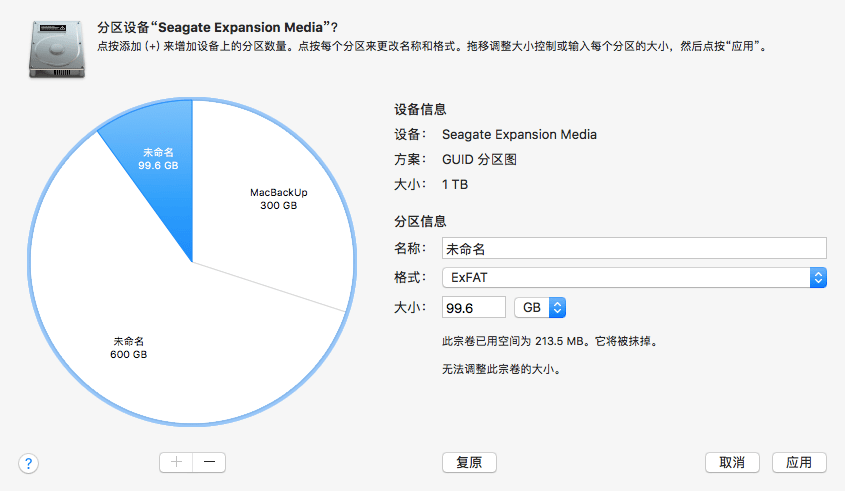 分区设备“Seagate Expansion Media”？
点按添加 (+) 来增加设备上的分区数量。点按每个分区来更改名称和格式。拖移调整大小控制或输入每个分区的大小，然后点按“应用”。
未命名
99.6 GB
MacBackUp
300 GB
未命名
600 GB
设备信息
设备： Seagate Expansion Media
方案： GUID 分区图
大小： 1 TB
分区信息
名称： 未命名
格式： ExFAT
大小： 99.6 GB
此宗卷已用空间为 213.5 MB。它将被抹掉。
无法调整此宗卷的大小。
? + − 复原 取消 应用